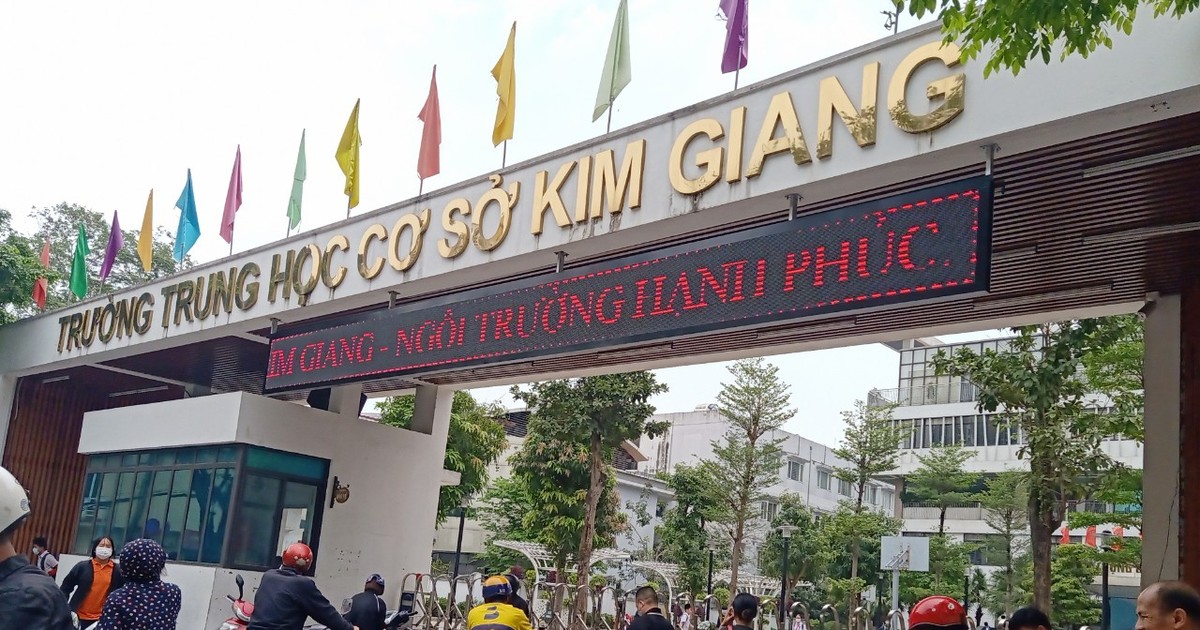 TRƯỜNG TRUNG HỌC CƠ SỞ KIM GIANG
IM GIANG - NGÔI TRƯỜNG HẠNH PHÚC.